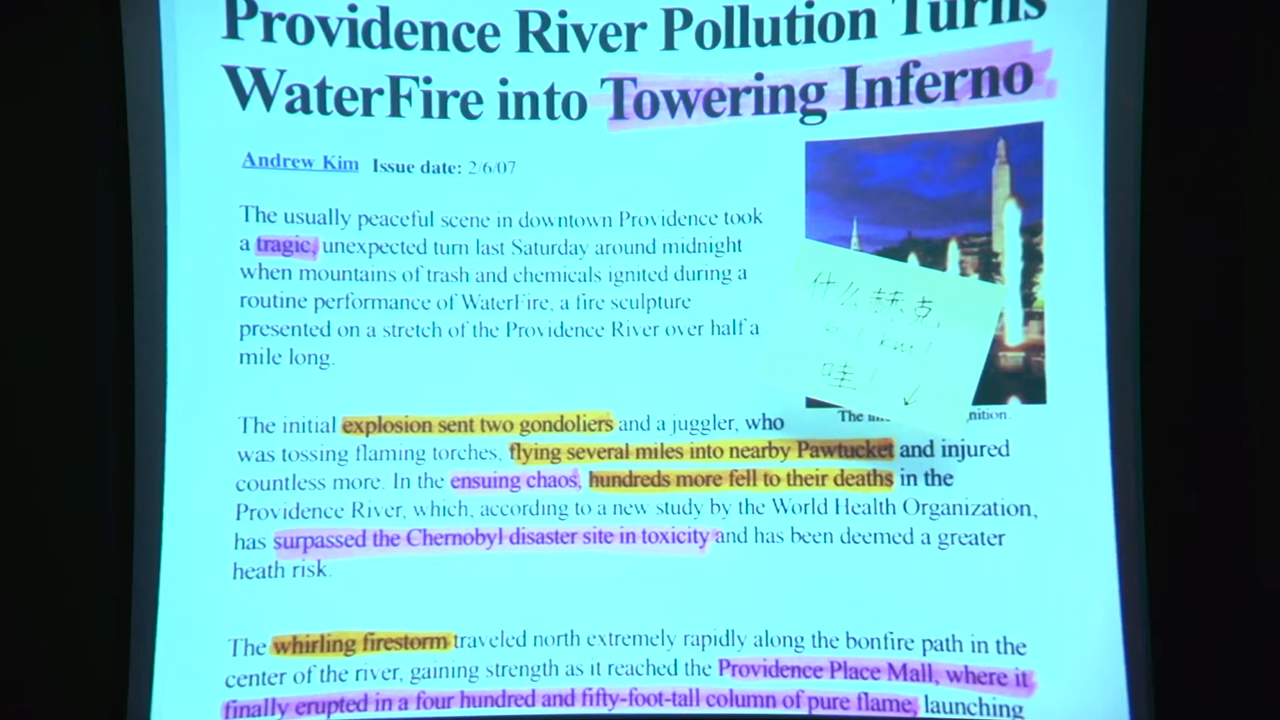 Providence River Pollution Turns
WaterFire into Towering Inferno
Andrew Kim Issue date: 2/6/07
The usually peaceful scene in downtown Providence took
a tragic, unexpected turn last Saturday around midnight
when mountains of trash and chemicals ignited during a
routine performance of WaterFire, a fire sculpture
presented on a stretch of the Providence River over half a
mile long.
什么赫克
哇! ↓
The nition.
The initial explosion sent two gondoliers and a juggler, who
was tossing flaming torches, flying several miles into nearby Pawtucket and injured
countless more. In the ensuing chaos, hundreds more fell to their deaths in the
Providence River, which, according to a new study by the World Health Organization,
has surpassed the Chernobyl disaster site in toxicity and has been deemed a greater
heath risk.
The whirling firestorm traveled north extremely rapidly along the bonfire path in the
center of the river, gaining strength as it reached the Providence Place Mall, where it
finally erupted in a four hundred and fifty-foot-tall column of pure flame, launching